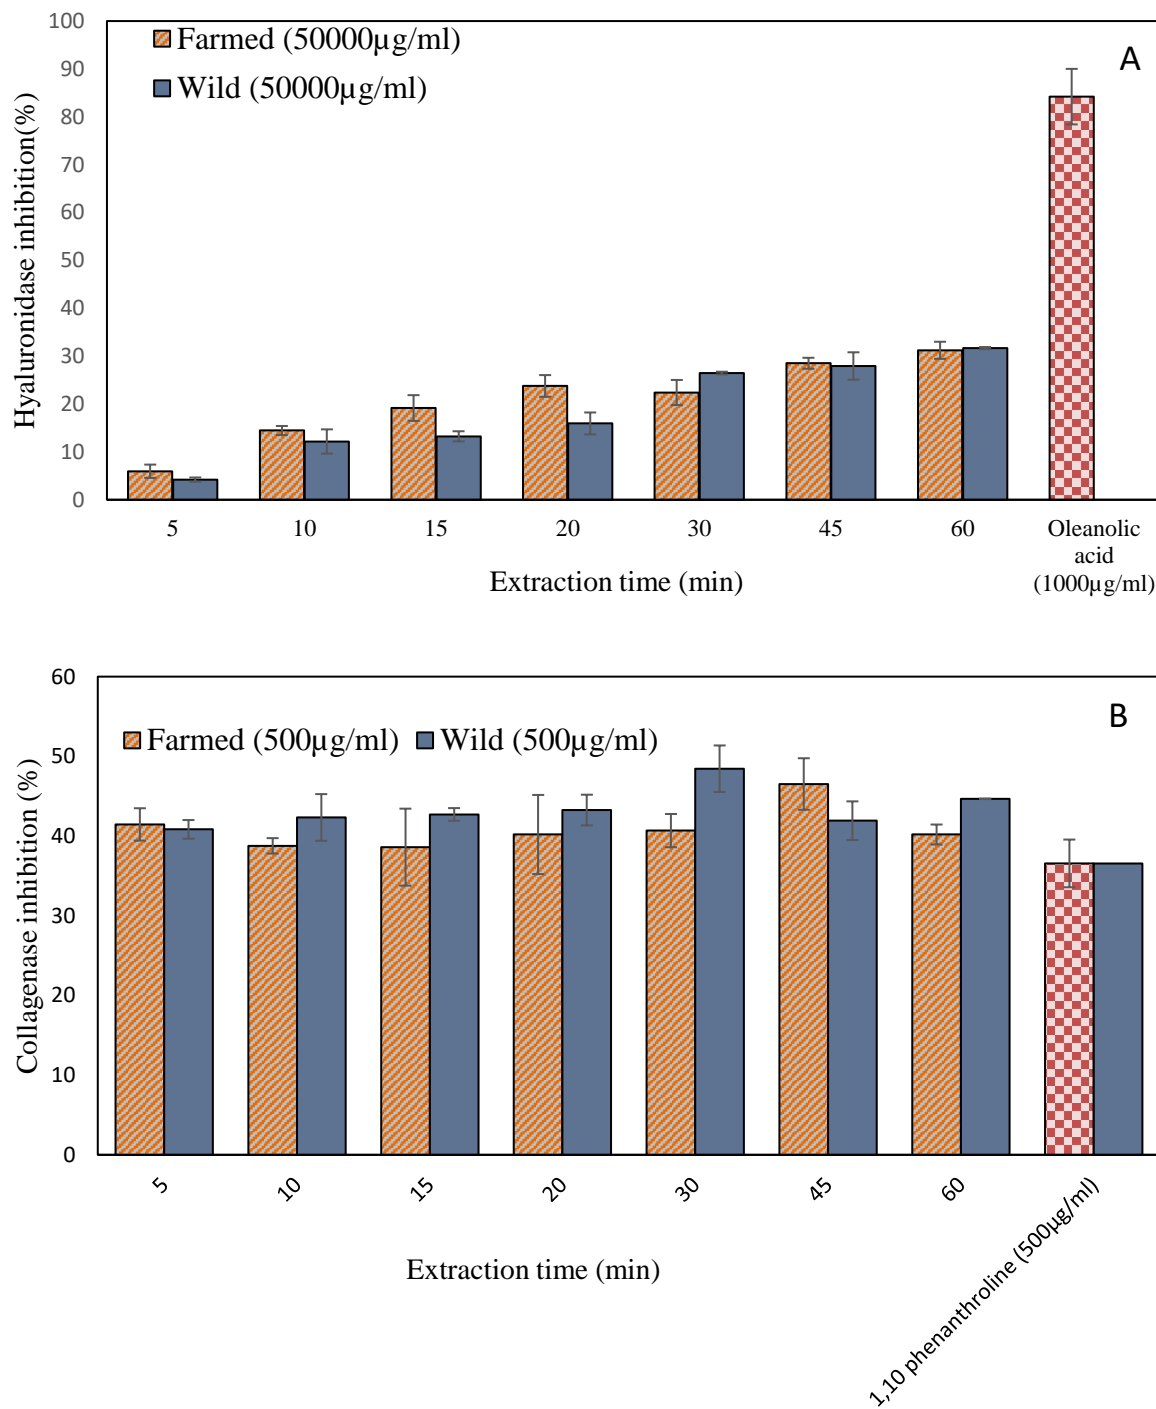 100
90
80
70
60
50
40
30
20
10
0
Hyaluronidase inhibition(%)
Farmed (50000µg/ml)
Wild (50000µg/ml)
A
5 10 15 20 30 45 60 Oleanolic
acid
(1000µg/ml)
Extraction time (min)
60
50
40
30
20
10
0
Collagenase inhibition (%)
Farmed (500µg/ml) Wild (500µg/ml)
B
5 10 15 20 30 45 60 1,10 phenanthroline (500µg/ml)
Extraction time (min)